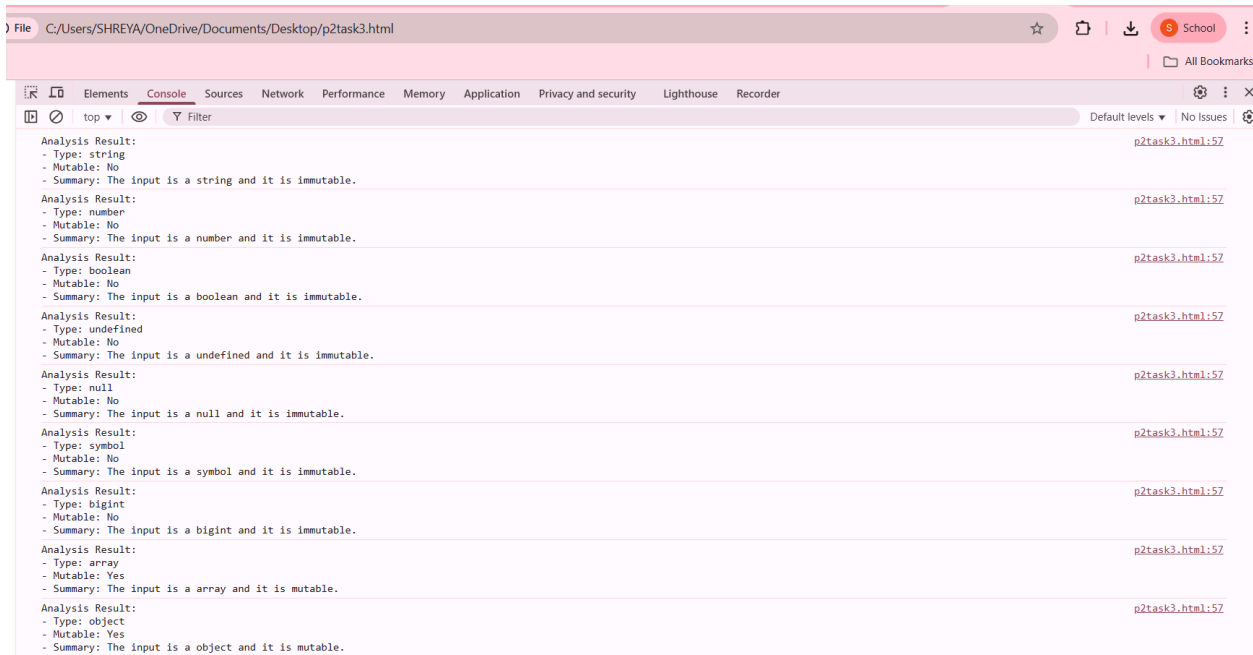 File C:/Users/SHREYA/OneDrive/Documents/Desktop/p2task3.html S School
All Bookmarks
Elements Console Sources Network Performance Memory Application Privacy and security Lighthouse Recorder
top Filter Default levels No Issues
Analysis Result: p2task3.html:57
- Type: string
- Mutable: No
- Summary: The input is a string and it is immutable.
Analysis Result: p2task3.html:57
- Type: number
- Mutable: No
- Summary: The input is a number and it is immutable.
Analysis Result: p2task3.html:57
- Type: boolean
- Mutable: No
- Summary: The input is a boolean and it is immutable.
Analysis Result: p2task3.html:57
- Type: undefined
- Mutable: No
- Summary: The input is a undefined and it is immutable.
Analysis Result: p2task3.html:57
- Type: null
- Mutable: No
- Summary: The input is a null and it is immutable.
Analysis Result: p2task3.html:57
- Type: symbol
- Mutable: No
- Summary: The input is a symbol and it is immutable.
Analysis Result: p2task3.html:57
- Type: bigint
- Mutable: No
- Summary: The input is a bigint and it is immutable.
Analysis Result: p2task3.html:57
- Type: array
- Mutable: Yes
- Summary: The input is a array and it is mutable.
Analysis Result: p2task3.html:57
- Type: object
- Mutable: Yes
- Summary: The input is a object and it is mutable.